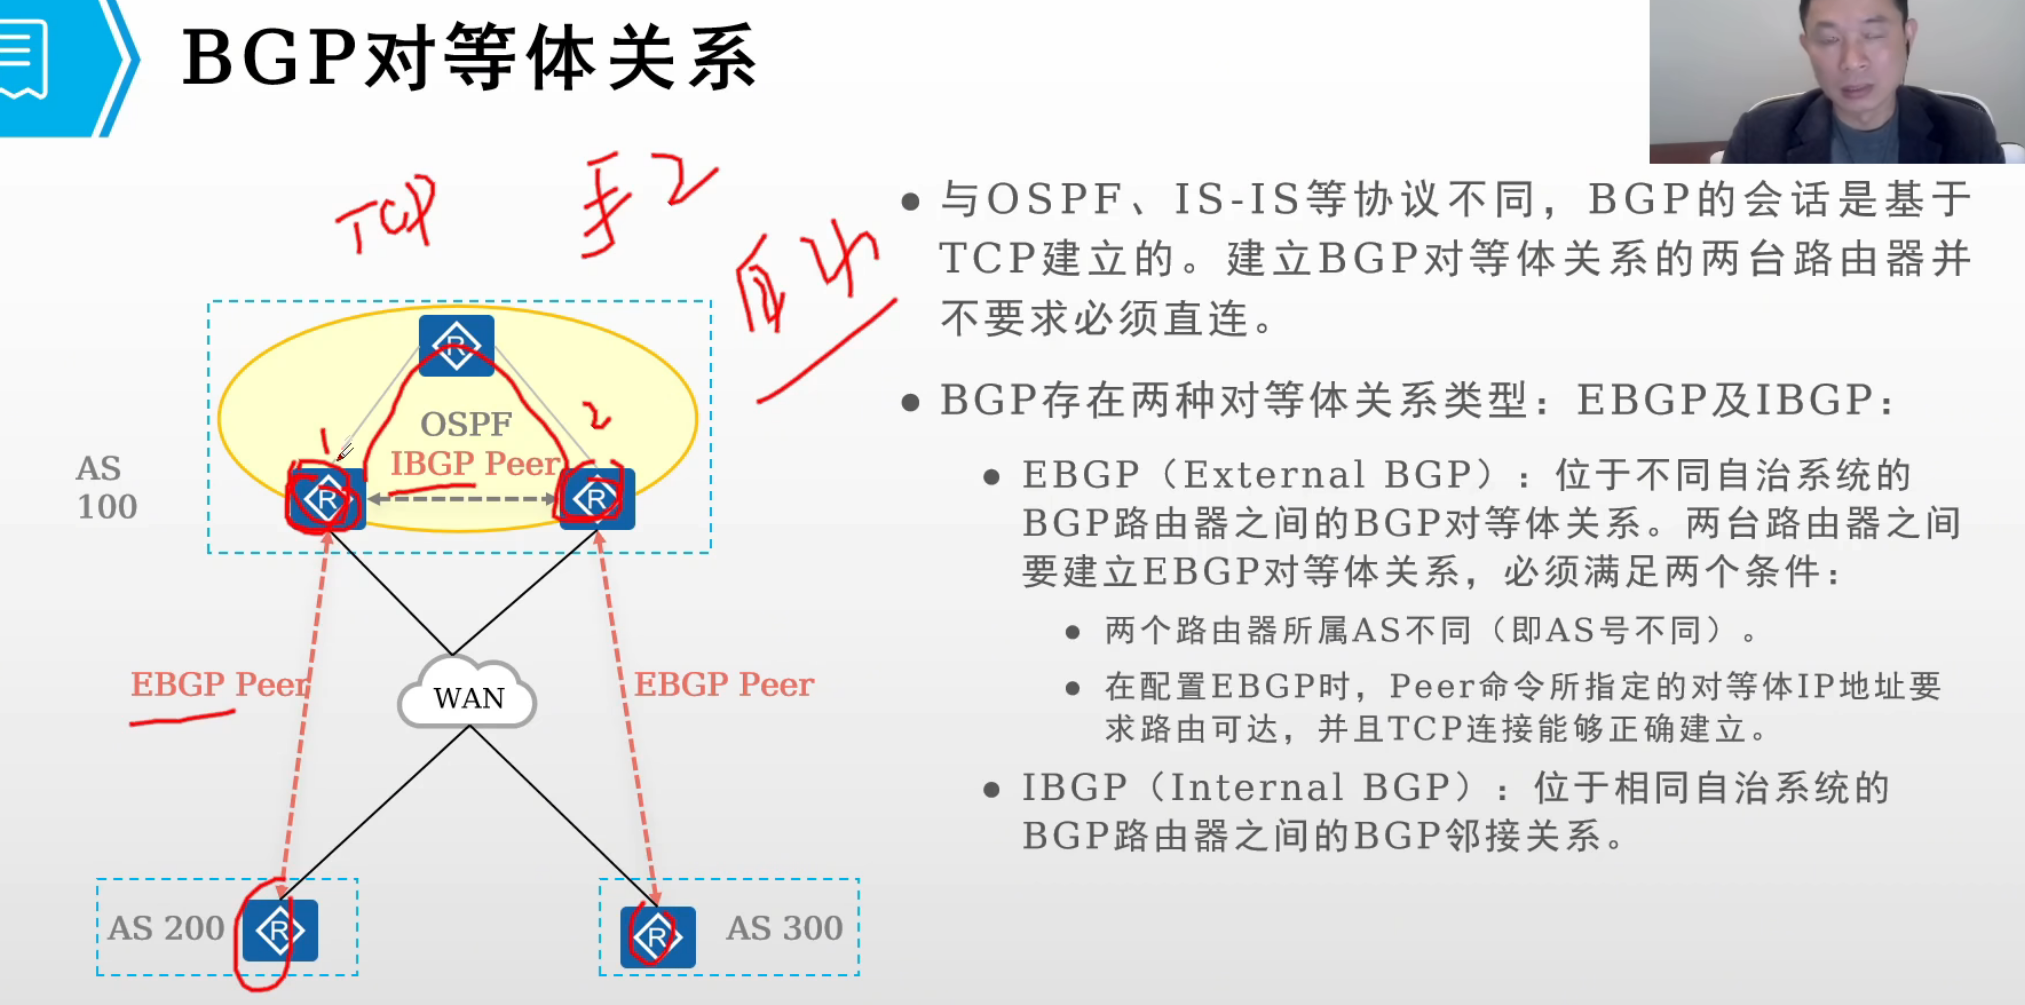 BGP对等体关系
TCP
手2
自动
与OSPF、IS-IS等协议不同，BGP的会话是基于
TCP建立的。建立BGP对等体关系的两台路由器并
不要求必须直连。
BGP存在两种对等体关系类型：EBGP及IBGP：
EBGP（External BGP）：位于不同自治系统的
BGP路由器之间的BGP对等体关系。两台路由器之间
要建立EBGP对等体关系，必须满足两个条件：
两个路由器所属AS不同（即AS号不同）。
在配置EBGP时，Peer命令所指定的对等体IP地址要
求路由可达，并且TCP连接能够正确建立。
IBGP（Internal BGP）：位于相同自治系统的
BGP路由器之间的BGP邻接关系。
R
OSPF
IBGP Peer
1
2
R
R
AS
100
EBGP Peer
WAN
EBGP Peer
AS 200
R
R
AS 300